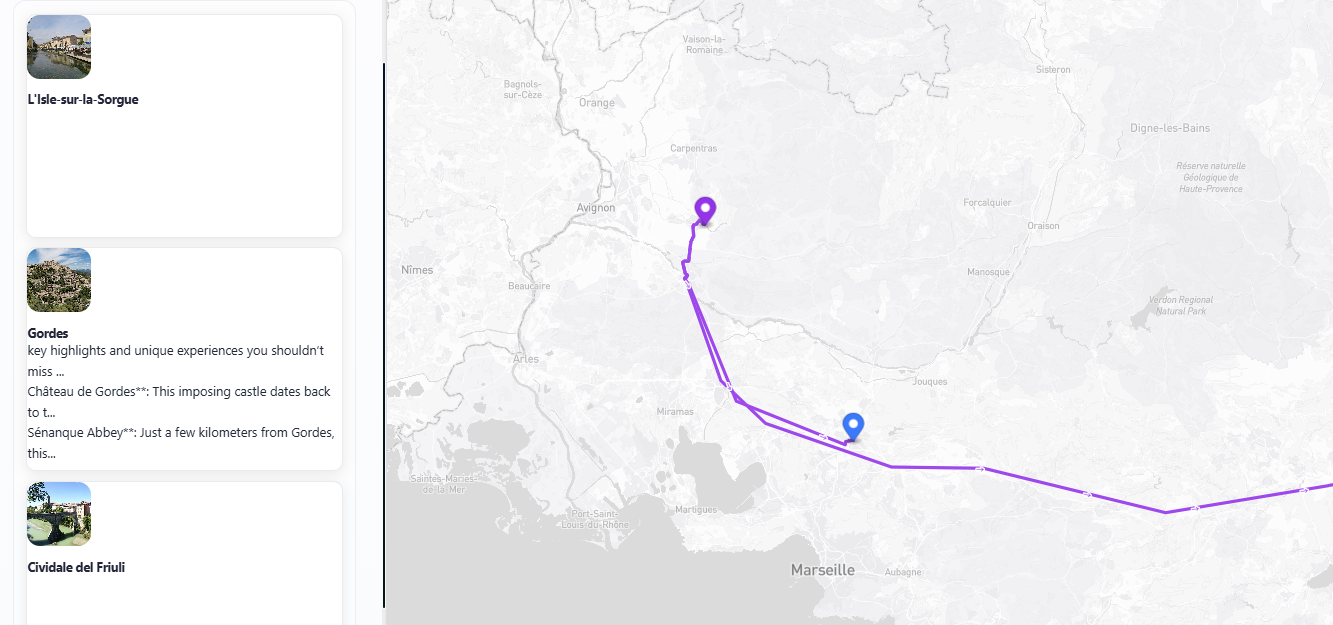 L'Isle-sur-la-Sorgue
Gordes
key highlights and unique experiences you shouldn't
miss ...
Château de Gordes**: This imposing castle dates back
to t...
Sénanque Abbey**: Just a few kilometers from Gordes,
this...
Cividale del Friuli
Vaison-la-
Romaine
Sisteron
Bagnols-
sur-Cèze
Orange
Digne-les-Bains
Carpentras
Réserve naturelle
Géologique de
Haute-Provence
Avignon
Forcalquier
Oraison
Nîmes
Manosque
Beaucaire
Verdon Regional
Natural Park
Arles
Jouques
Miramas
Saintes-Maries-
de-la-Mer
Martigues
Port-Saint-
Louis-du-Rhône
Marseille
Aubagne